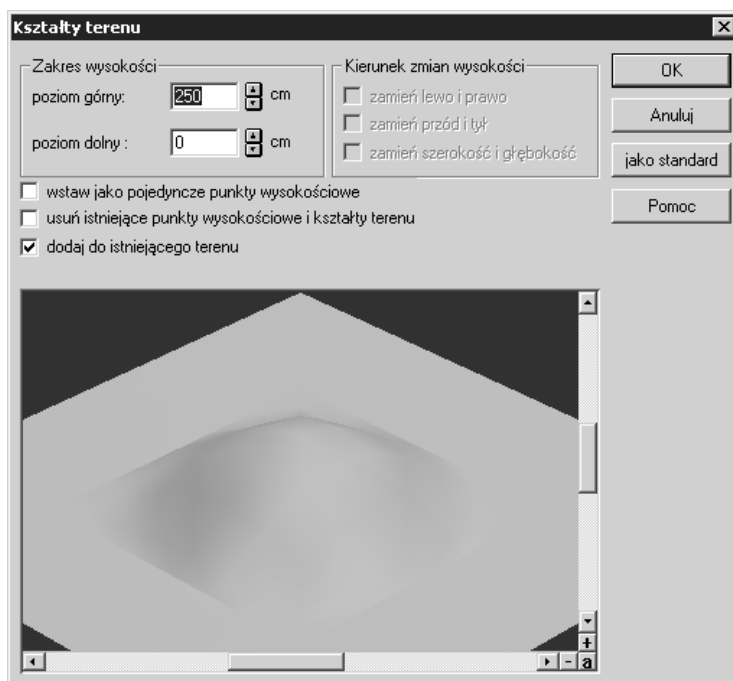 Kształty terenu
Zakres wysokości
poziom górny: 250 cm
poziom dolny : 0 cm
Kierunek zmian wysokości
zamień lewo i prawo
zamień przód i tył
zamień szerokość i głębokość
OK
Anuluj
jako standard
Pomoc
wstaw jako pojedyncze punkty wysokościowe
usuń istniejące punkty wysokościowe i kształty terenu
dodaj do istniejącego terenu
+
- a